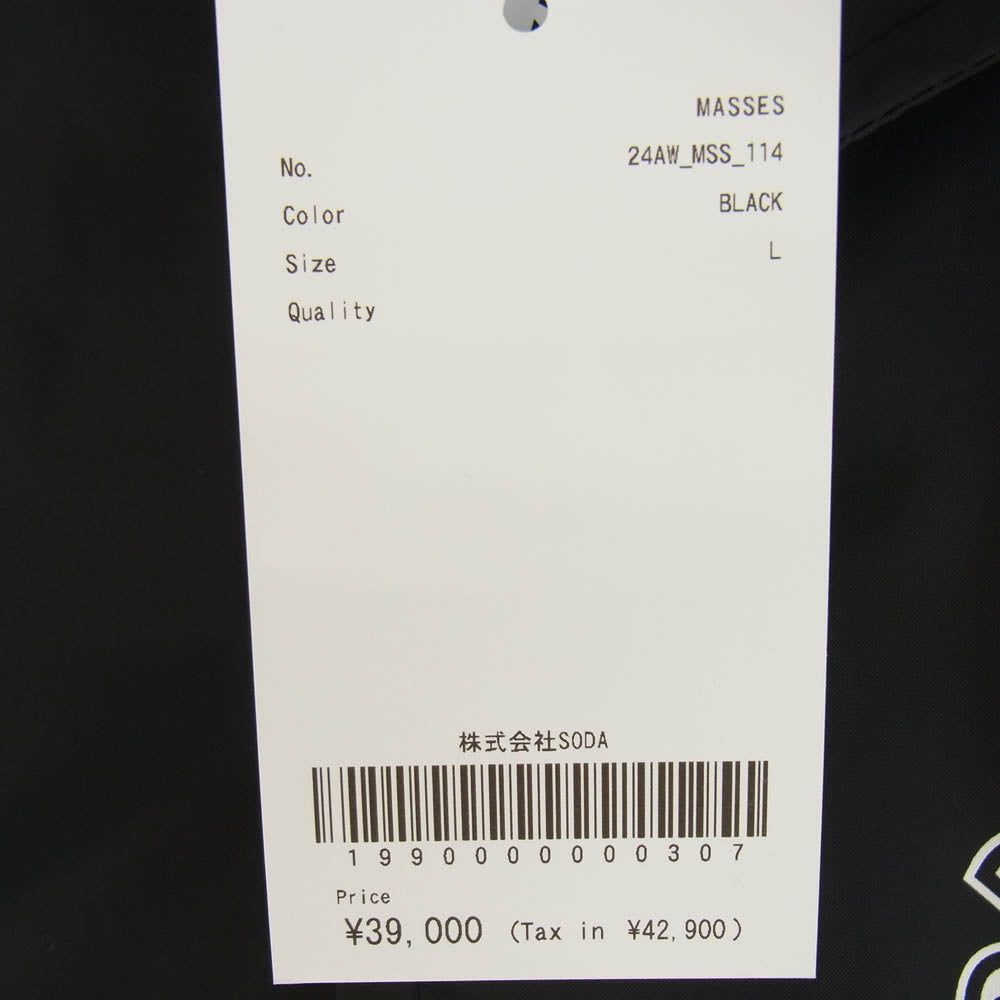 MASSES
No. 24AW_MSS_114
Color BLACK
Size L
Quality
株式会社SODA
1990000000307
Price
¥39,000 (Tax in ¥42,900)